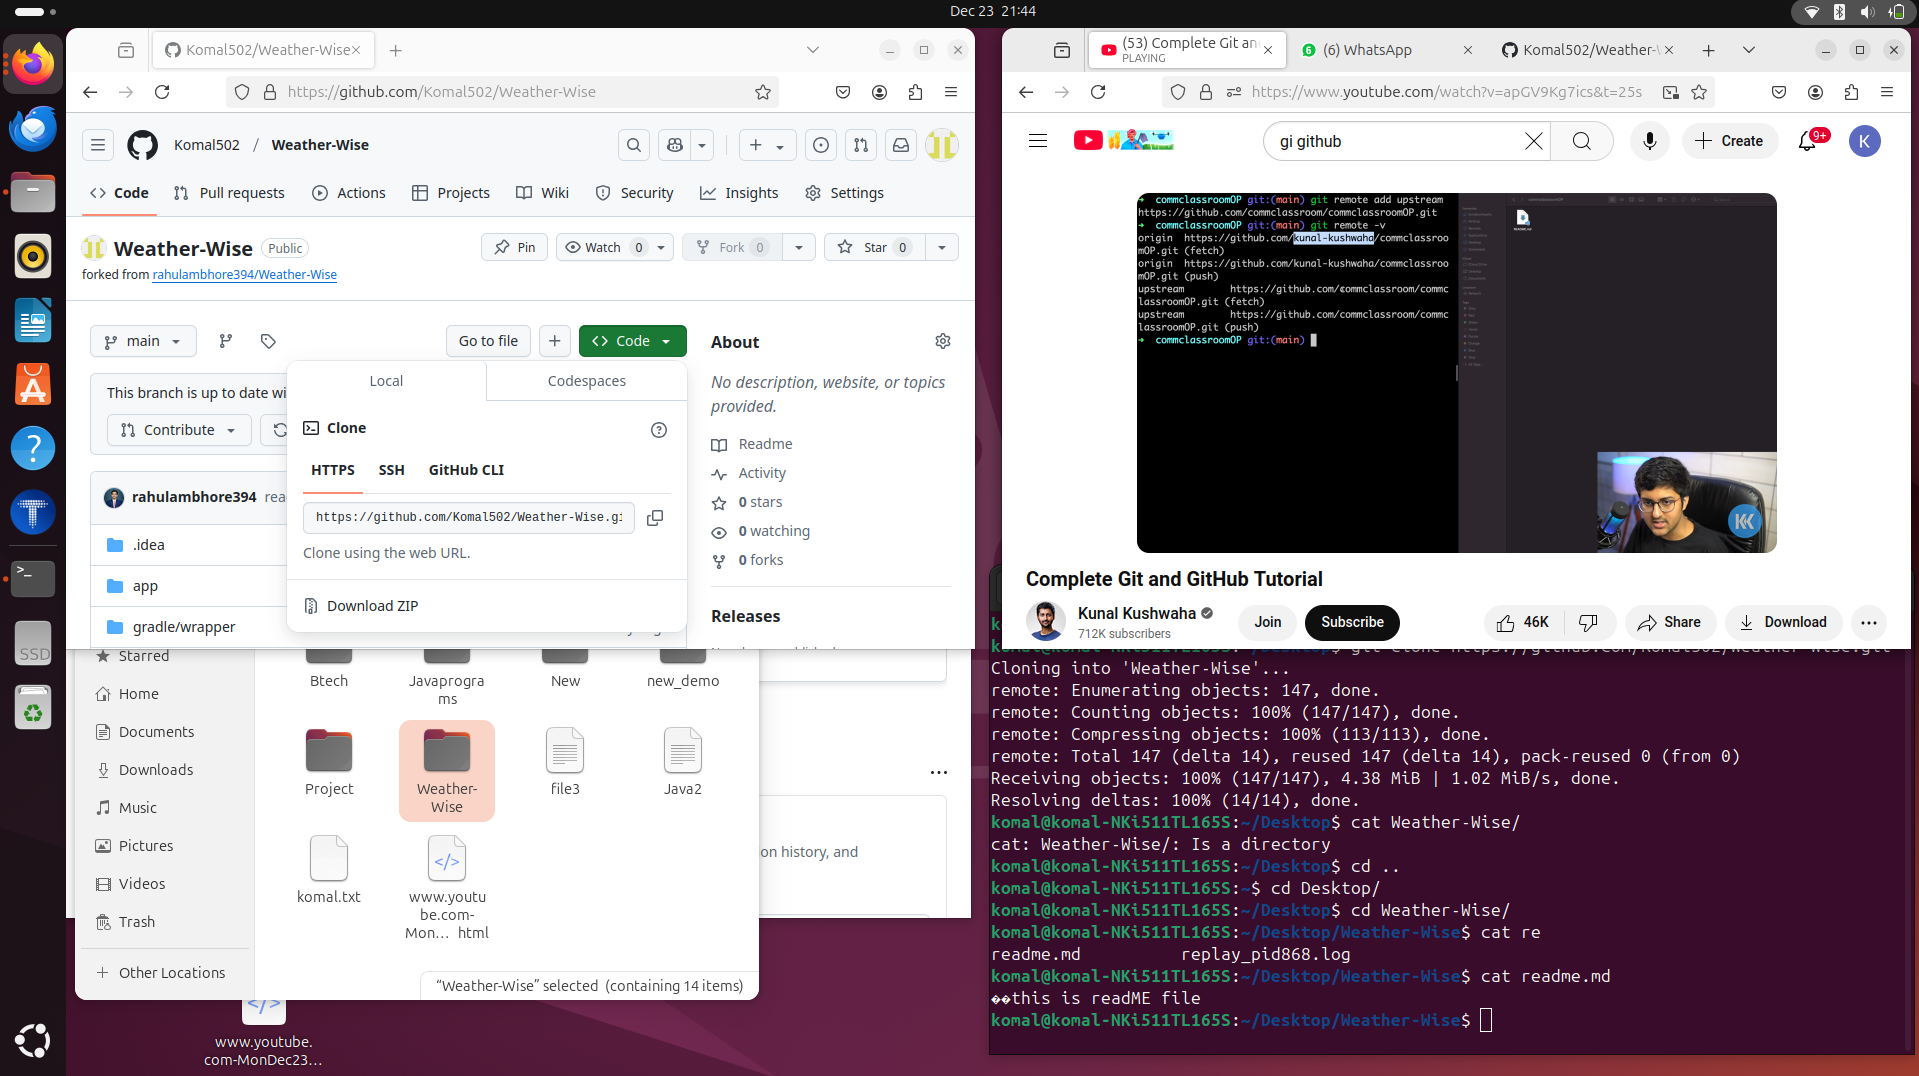 Dec 23 21:44
Komal502/Weather-Wise
https://github.com/Komal502/Weather-Wise
Komal502 / Weather-Wise
Code
Pull requests
Actions
Projects
Wiki
Security
Insights
Settings
Weather-Wise
Public
Pin
Watch 0
Fork 0
Star 0
forked from rahulambhore394/Weather-Wise
main
Go to file
Code
Local
Codespaces
Clone
HTTPS
SSH
GitHub CLI
https://github.com/Komal502/Weather-Wise.gi
Clone using the web URL.
Download ZIP
This branch is up to date wi
Contribute
rahulambhore394 rea
.idea
app
gradle/wrapper
About
No description, website, or topics
provided.
Readme
Activity
0 stars
0 watching
0 forks
Releases
Starred
Home
Documents
Downloads
Music
Pictures
Videos
Trash
Other Locations
Btech
Javaprogra
ms
New
new_demo
Project
Weather-
Wise
file3
Java2
komal.txt
</>
www.youtu
be.com-
Mon… html
"Weather-Wise" selected (containing 14 items)
on history, and
</>
www.youtube.
com-MonDec23…
SSD
(53) Complete Git an
PLAYING
(6) WhatsApp
Komal502/Weather-
https://www.youtube.com/watch?v=apGV9Kg7ics&t=25s
gi github
Create
9+
K
commclassroomOP git:(main) git remote add upstream
https://github.com/commclassroom/commclassroomOP.git
commclassroomOP git:(main) git remote -v
origin https://github.com/kunal-kushwaha/commclassroo
mOP.git (fetch)
origin https://github.com/kunal-kushwaha/commclassroo
mOP.git (push)
upstream https://github.com/commclassroom/commc
lassroomOP.git (fetch)
upstream https://github.com/commclassroom/commc
lassroomOP.git (push)
commclassroomOP git:(main)
Complete Git and GitHub Tutorial
Kunal Kushwaha
712K subscribers
Join
Subscribe
46K
Share
Download
Cloning into 'Weather-Wise'...
remote: Enumerating objects: 147, done.
remote: Counting objects: 100% (147/147), done.
remote: Compressing objects: 100% (113/113), done.
remote: Total 147 (delta 14), reused 147 (delta 14), pack-reused 0 (from 0)
Receiving objects: 100% (147/147), 4.38 MiB | 1.02 MiB/s, done.
Resolving deltas: 100% (14/14), done.
komal@komal-NKi511TL165S:~/Desktop$ cat Weather-Wise/
cat: Weather-Wise/: Is a directory
komal@komal-NKi511TL165S:~/Desktop$ cd ..
komal@komal-NKi511TL165S:~$ cd Desktop/
komal@komal-NKi511TL165S:~/Desktop$ cd Weather-Wise/
komal@komal-NKi511TL165S:~/Desktop/Weather-Wise$ cat re
readme.md replay_pid868.log
komal@komal-NKi511TL165S:~/Desktop/Weather-Wise$ cat readme.md
��this is readME file
komal@komal-NKi511TL165S:~/Desktop/Weather-Wise$